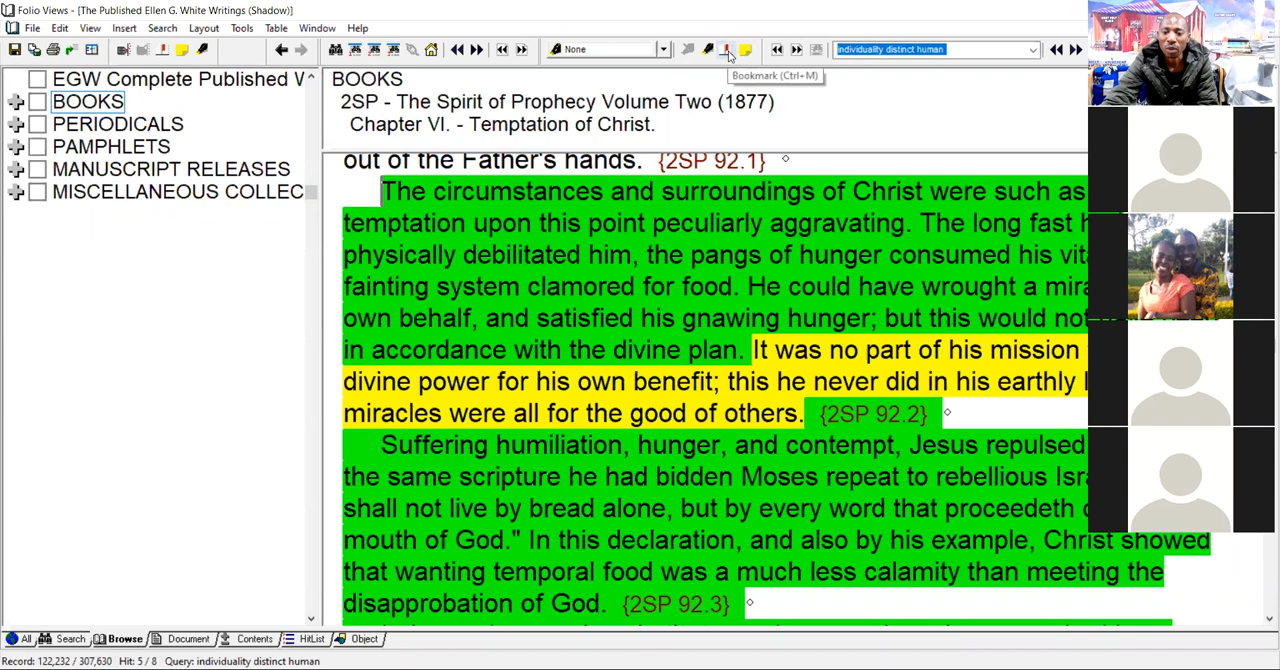 Folio Views - [The Published Ellen G. White Writings (Shadow)]
File Edit View Search Insert Layout Tools Table Window Help
None
individuality distinct human
Bookmark (Ctrl+M)
EGW Complete Published W
BOOKS
PERIODICALS
PAMPHLETS
MANUSCRIPT RELEASES
MISCELLANEOUS COLLEC
BOOKS
2SP - The Spirit of Prophecy Volume Two (1877)
Chapter VI. - Temptation of Christ.
out of the Father's hands. {2SP 92.1}
The circumstances and surroundings of Christ were such as
temptation upon this point peculiarly aggravating. The long fast h
physically debilitated him, the pangs of hunger consumed his vit
fainting system clamored for food. He could have wrought a mira
own behalf, and satisfied his gnawing hunger; but this would not
in accordance with the divine plan. It was no part of his mission
divine power for his own benefit; this he never did in his earthly l
miracles were all for the good of others. {2SP 92.2}
Suffering humiliation, hunger, and contempt, Jesus repulsed
the same scripture he had bidden Moses repeat to rebellious Isra
shall not live by bread alone, but by every word that proceedeth o
mouth of God." In this declaration, and also by his example, Christ showed
that wanting temporal food was a much less calamity than meeting the
disapprobation of God. {2SP 92.3}
All Search Browse Document Contents HitList Object
Record: 122,232 / 307,630 Hit: 5 / 8 Query: individuality distinct human